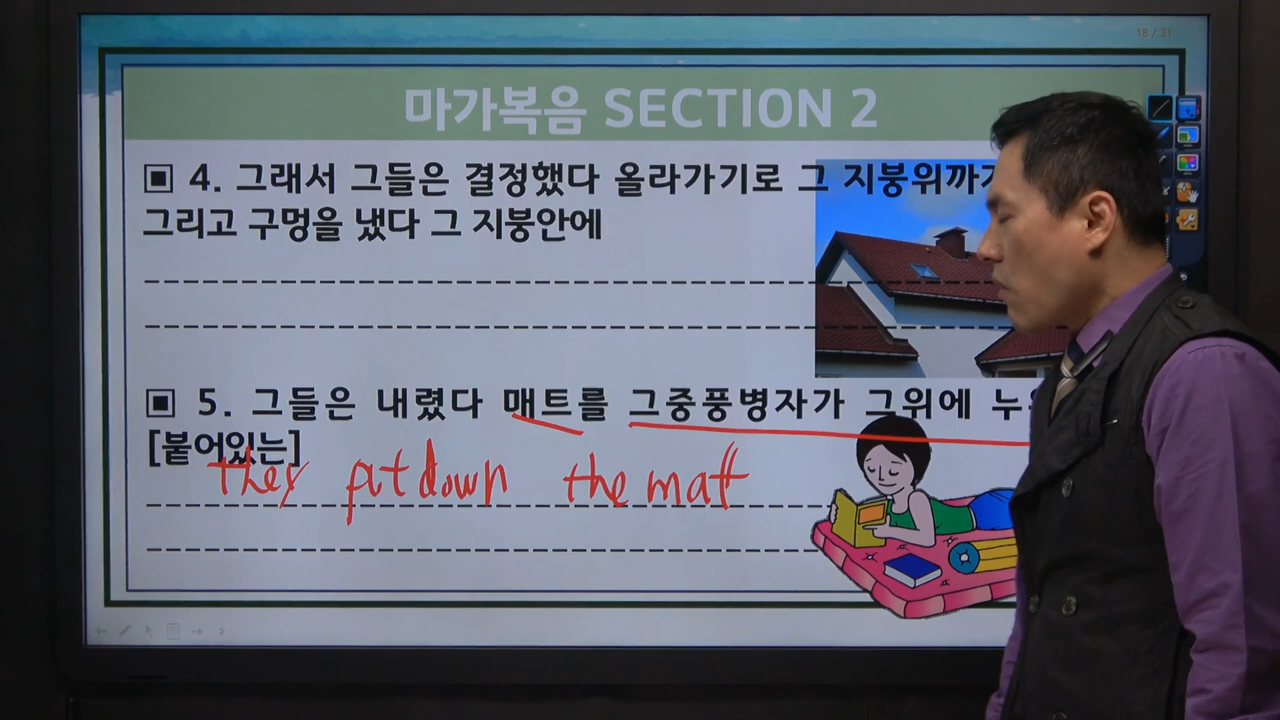 18 / 31
마가복음 SECTION 2
▣ 4. 그래서 그들은 결정했다 올라가기로 그 지붕위까지
그리고 구멍을 냈다 그 지붕안에
▣ 5. 그들은 내렸다 매트를 그중풍병자가 그위에
[붙어있는]
they put down the matt